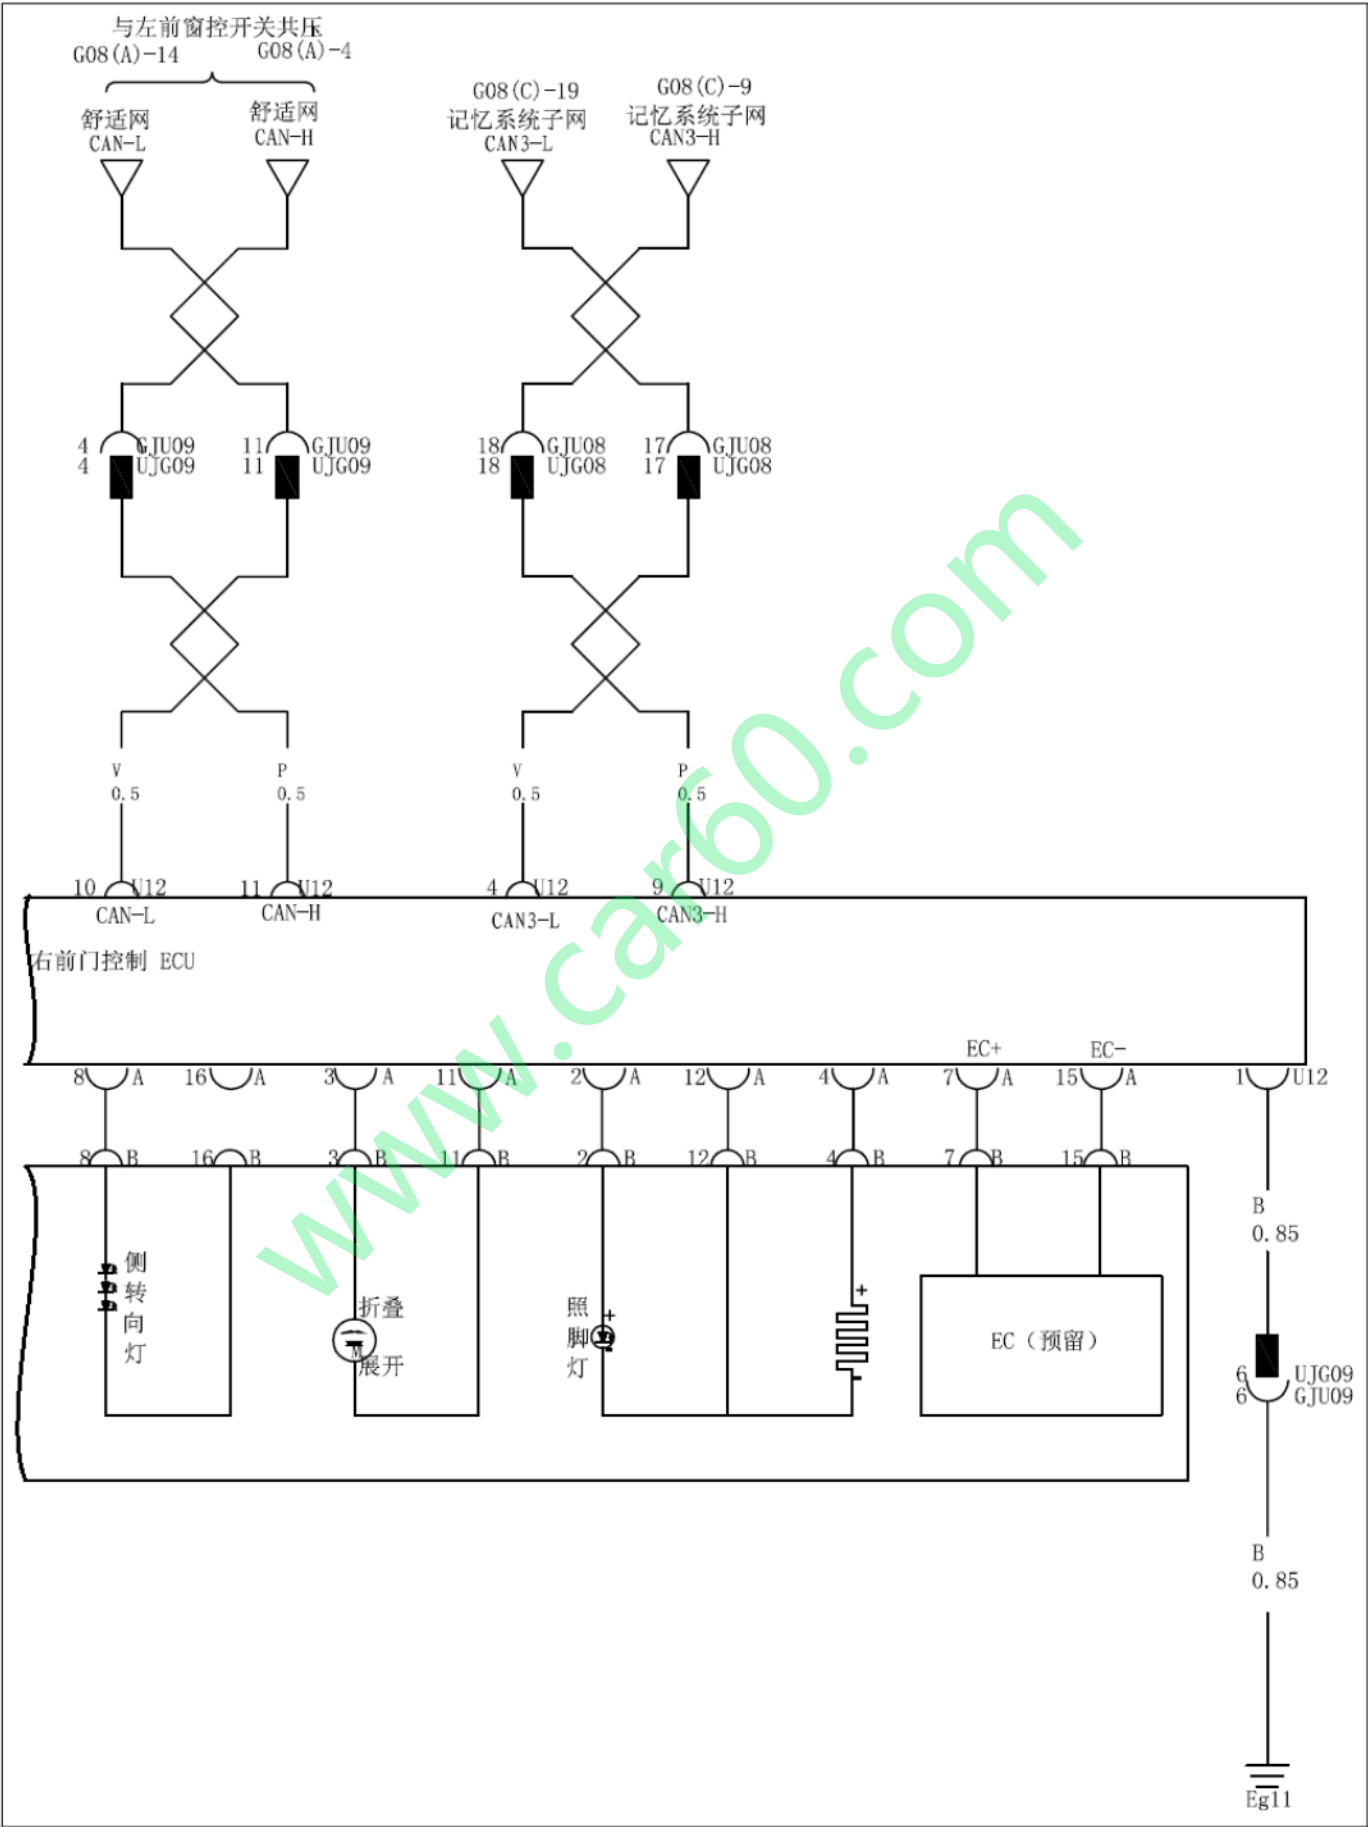 与左前窗控开关共压
G08(A)-14 G08(A)-4
G08(C)-19 G08(C)-9
舒适网 舒适网 记忆系统子网 记忆系统子网
CAN-L CAN-H CAN3-L CAN3-H
4 GJU09 11 GJU09 18 GJU08 17 GJU08
4 UJG09 11 UJG09 18 UJG08 17 UJG08
V P V P
0.5 0.5 0.5 0.5
10 U12 11 U12 4 U12 9 U12
CAN-L CAN-H CAN3-L CAN3-H
右前门控制 ECU
EC+ EC-
8 A 16 A 3 A 11 A 2 A 12 A 4 A 7 A 15 A 1 U12
8 B 16 B 3 B 11 B 2 B 12 B 4 B 7 B 15 B
B
0.85
侧转向灯
折叠
M
展开
照脚灯
+
-
+
-
EC（预留）
6 UJG09
6 GJU09
B
0.85
Eg11
www.car60.com